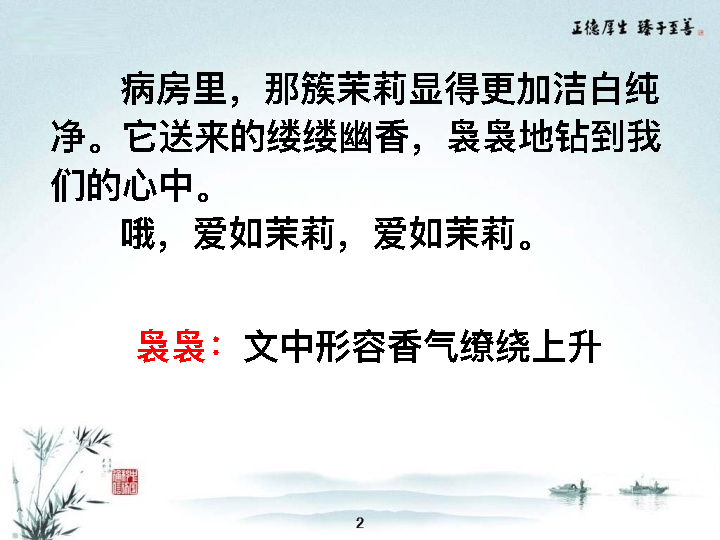 正德厚生 臻于至善
病房里，那簇茉莉显得更加洁白纯
净。它送来的缕缕幽香，袅袅地钻到我
们的心中。
哦，爱如茉莉，爱如茉莉。
袅袅：文中形容香气缭绕上升
2